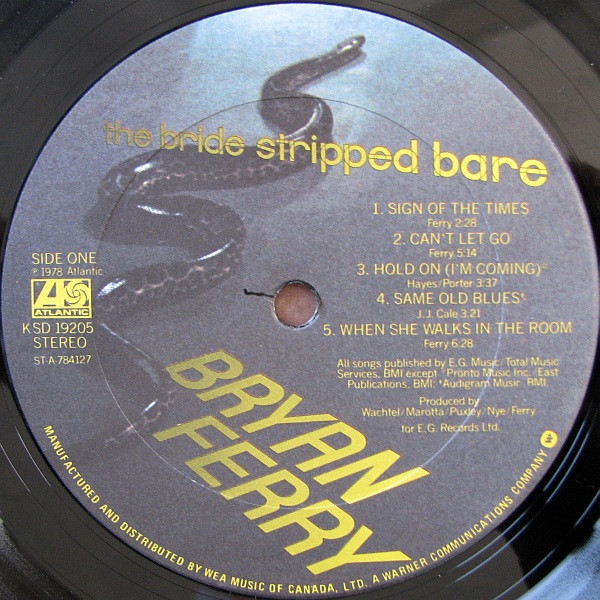 the bride stripped bare
1. SIGN OF THE TIMES
Ferry 2:28
2. CAN'T LET GO
Ferry 5:14
3. HOLD ON (I'M COMING)*
Hayes/Porter 3:37
4. SAME OLD BLUES†
J.J. Cale 3:21
5. WHEN SHE WALKS IN THE ROOM
Ferry 6:28
SIDE ONE
℗ 1978 Atlantic
ATLANTIC
KSD 19205
STEREO
ST-A-784127
All songs published by E.G. Music/Total Music
Services, BMI except *Pronto Music Inc./East
Publications, BMI; †Audigram Music BMI.
Produced by
Wachtel/Marotta/Puxley/Nye/Ferry
for E.G. Records Ltd.
BRYAN
FERRY
MANUFACTURED AND DISTRIBUTED BY WEA MUSIC OF CANADA, LTD. A WARNER COMMUNICATIONS COMPANY